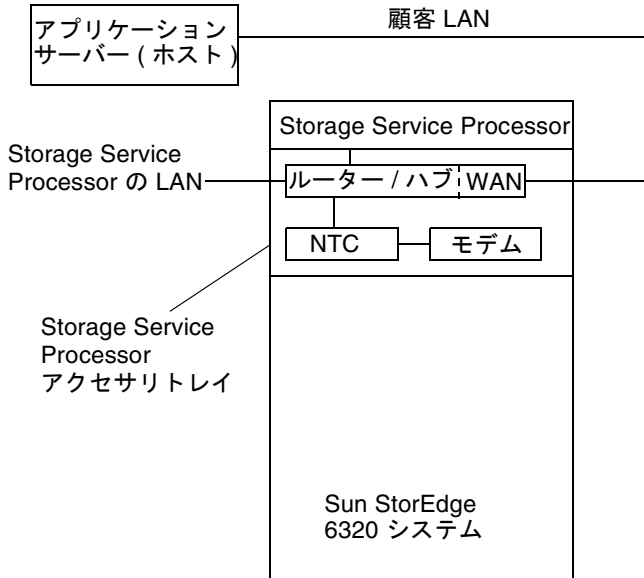 アプリケーション
サーバー ( ホスト )
顧客 LAN
Storage Service Processor
Storage Service
Processor の LAN
ルーター / ハブ WAN
NTC
モデム
Storage Service
Processor
アクセサリトレイ
Sun StorEdge
6320 システム